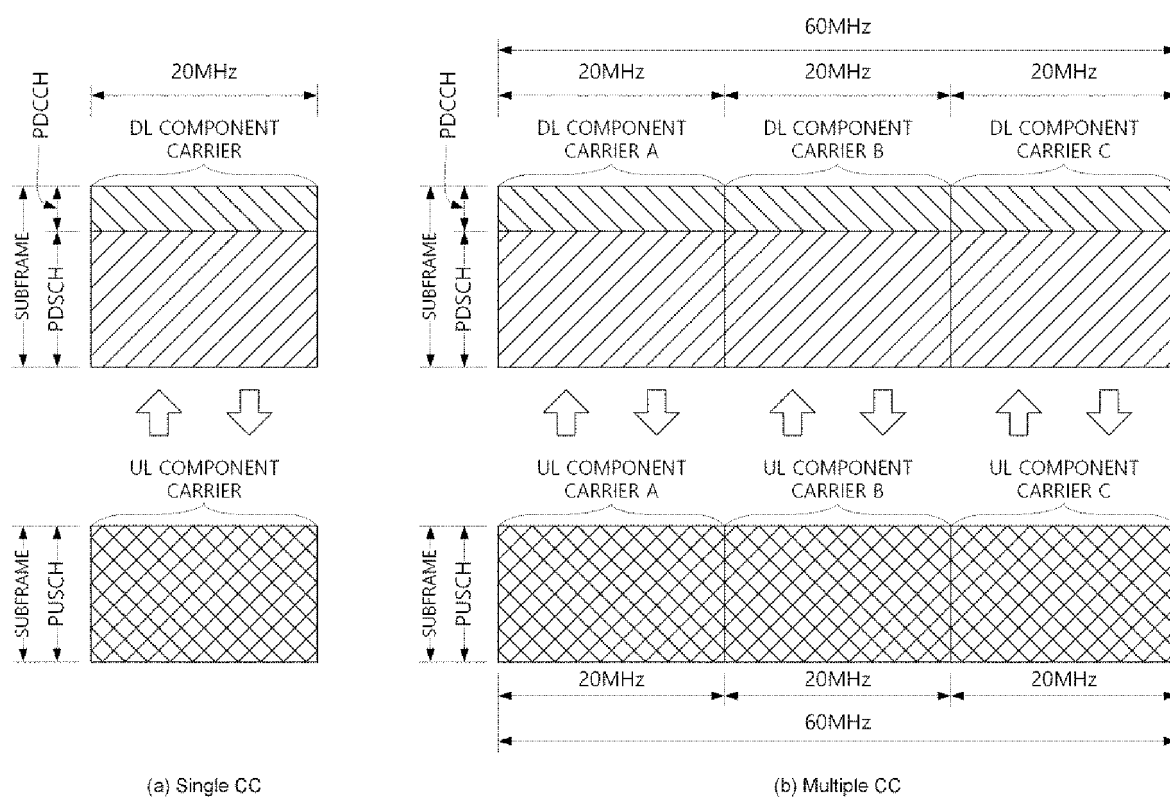 60MHz
20MHz
20MHz
20MHz
20MHz
PDCCH
DL COMPONENT
CARRIER
PDCCH
DL COMPONENT
CARRIER A
DL COMPONENT
CARRIER B
DL COMPONENT
CARRIER C
SUBFRAME
PDSCH
SUBFRAME
PDSCH
UL COMPONENT
CARRIER
UL COMPONENT
CARRIER A
UL COMPONENT
CARRIER B
UL COMPONENT
CARRIER C
SUBFRAME
PUSCH
SUBFRAME
PUSCH
20MHz
20MHz
20MHz
60MHz
(a) Single CC
(b) Multiple CC